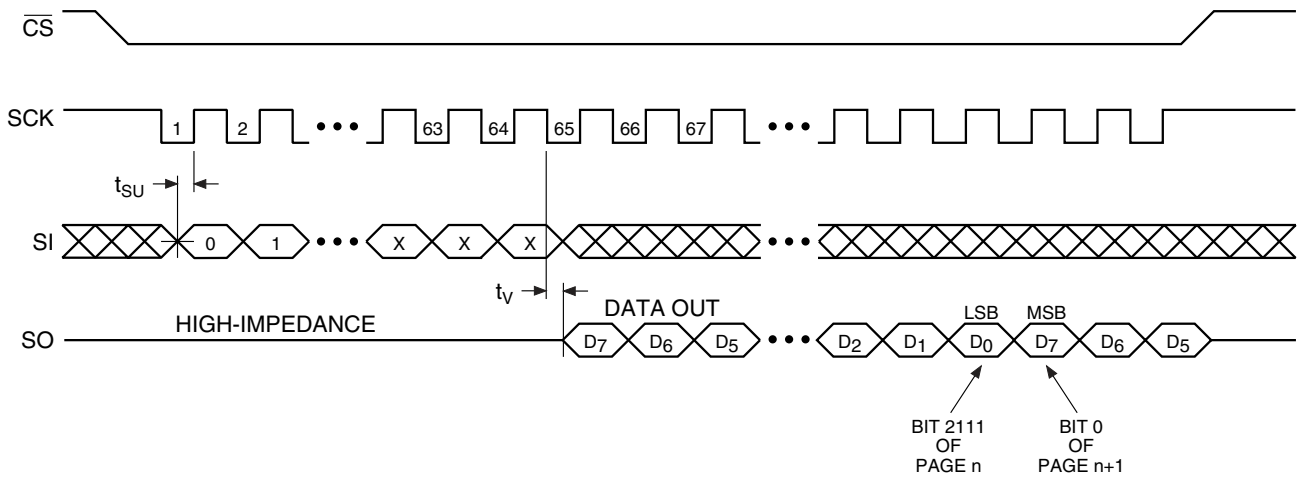 CS
SCK 1 2 • • • 63 64 65 66 67 • • •
tSU
SI 0 1 • • • X X X • • •
tV
HIGH-IMPEDANCE DATA OUT LSB MSB
SO D7 D6 D5 • • • D2 D1 D0 D7 D6 D5
BIT 2111
OF
PAGE n
BIT 0
OF
PAGE n+1